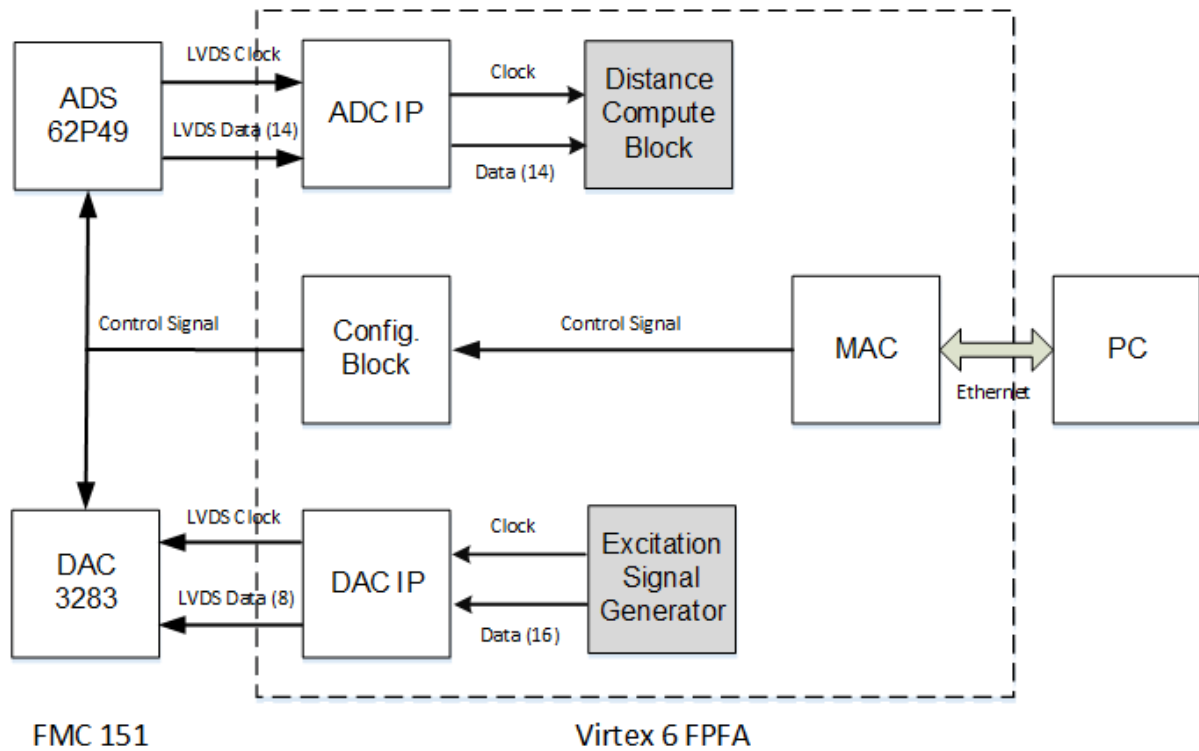 ADS
62P49
LVDS Clock
LVDS Data (14)
ADC IP
Clock
Data (14)
Distance
Compute
Block
Control Signal
Config.
Block
Control Signal
MAC
Ethernet
PC
DAC
3283
LVDS Clock
LVDS Data (8)
DAC IP
Clock
Data (16)
Excitation
Signal
Generator
FMC 151
Virtex 6 FPFA